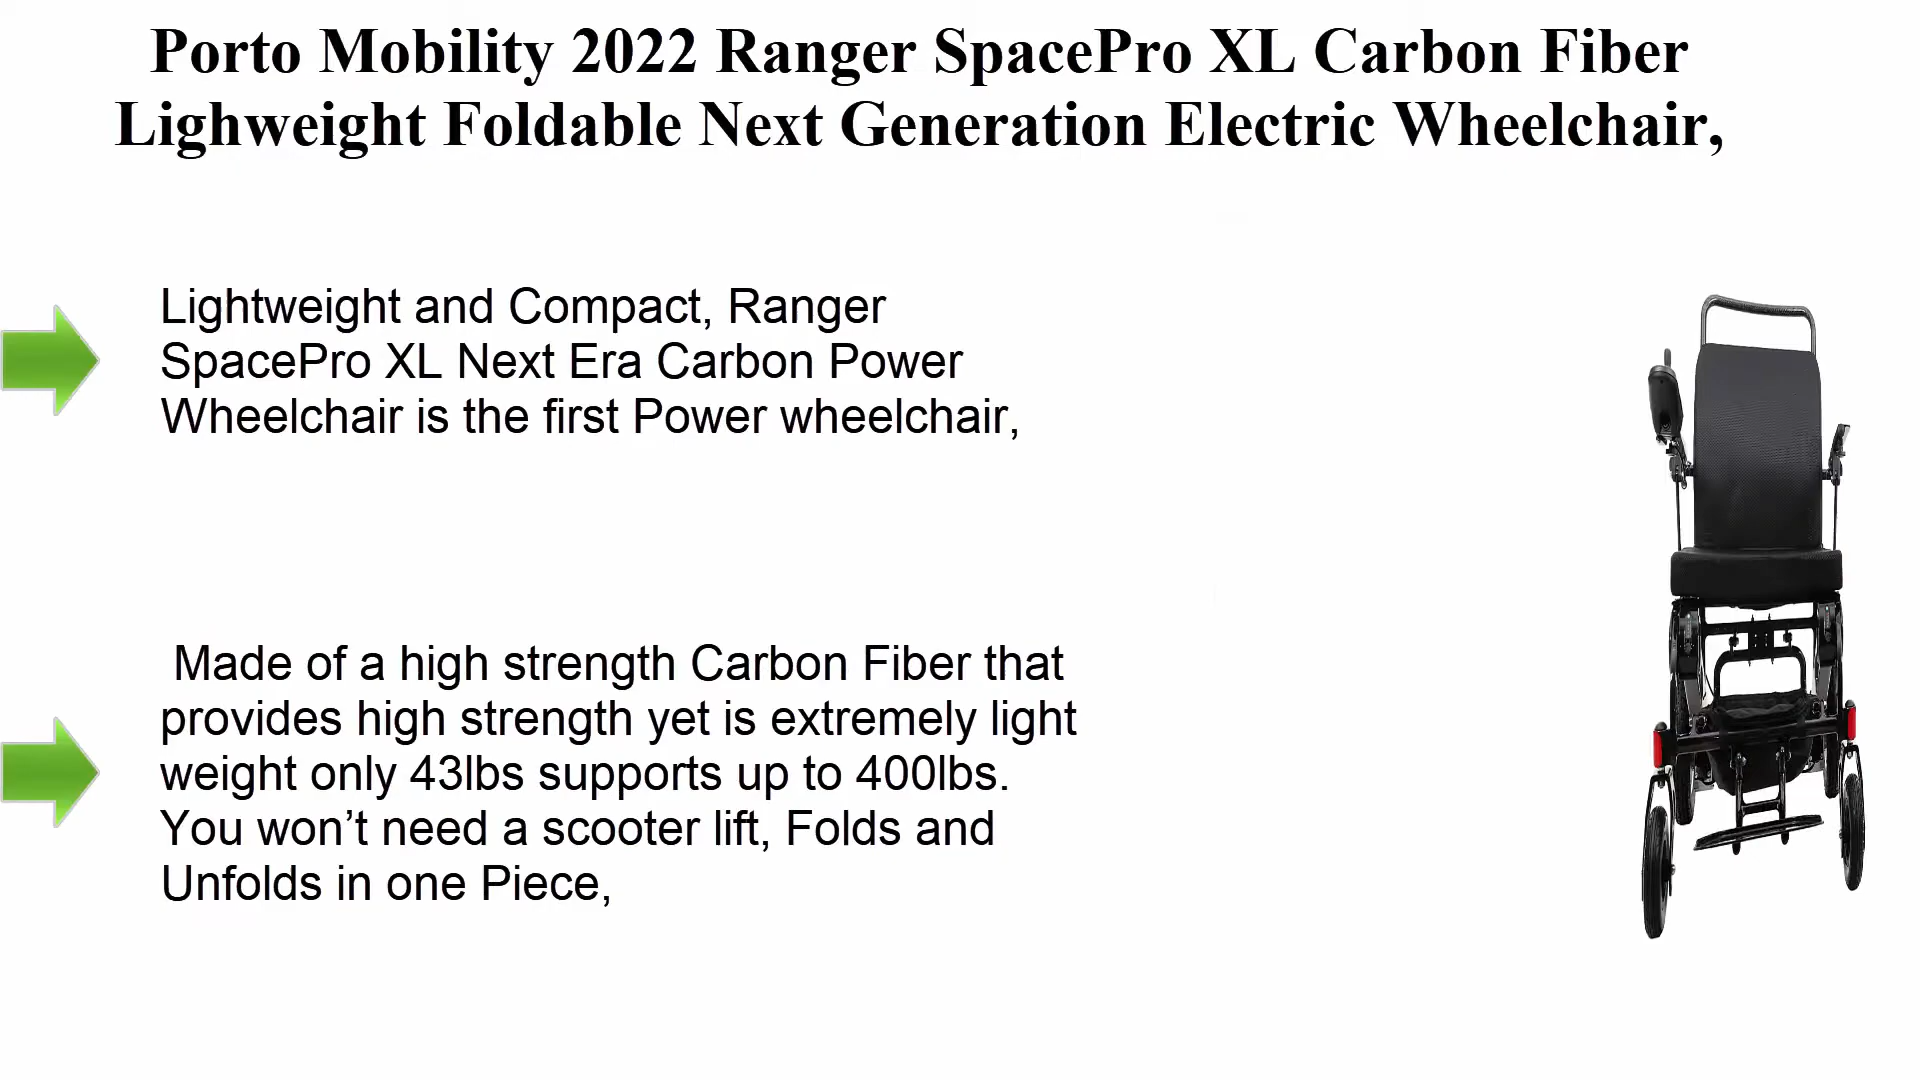 Porto Mobility 2022 Ranger SpacePro XL Carbon Fiber
Lighweight Foldable Next Generation Electric Wheelchair,
Lightweight and Compact, Ranger
SpacePro XL Next Era Carbon Power
Wheelchair is the first Power wheelchair,
Made of a high strength Carbon Fiber that
provides high strength yet is extremely light
weight only 43lbs supports up to 400lbs.
You won’t need a scooter lift, Folds and
Unfolds in one Piece,